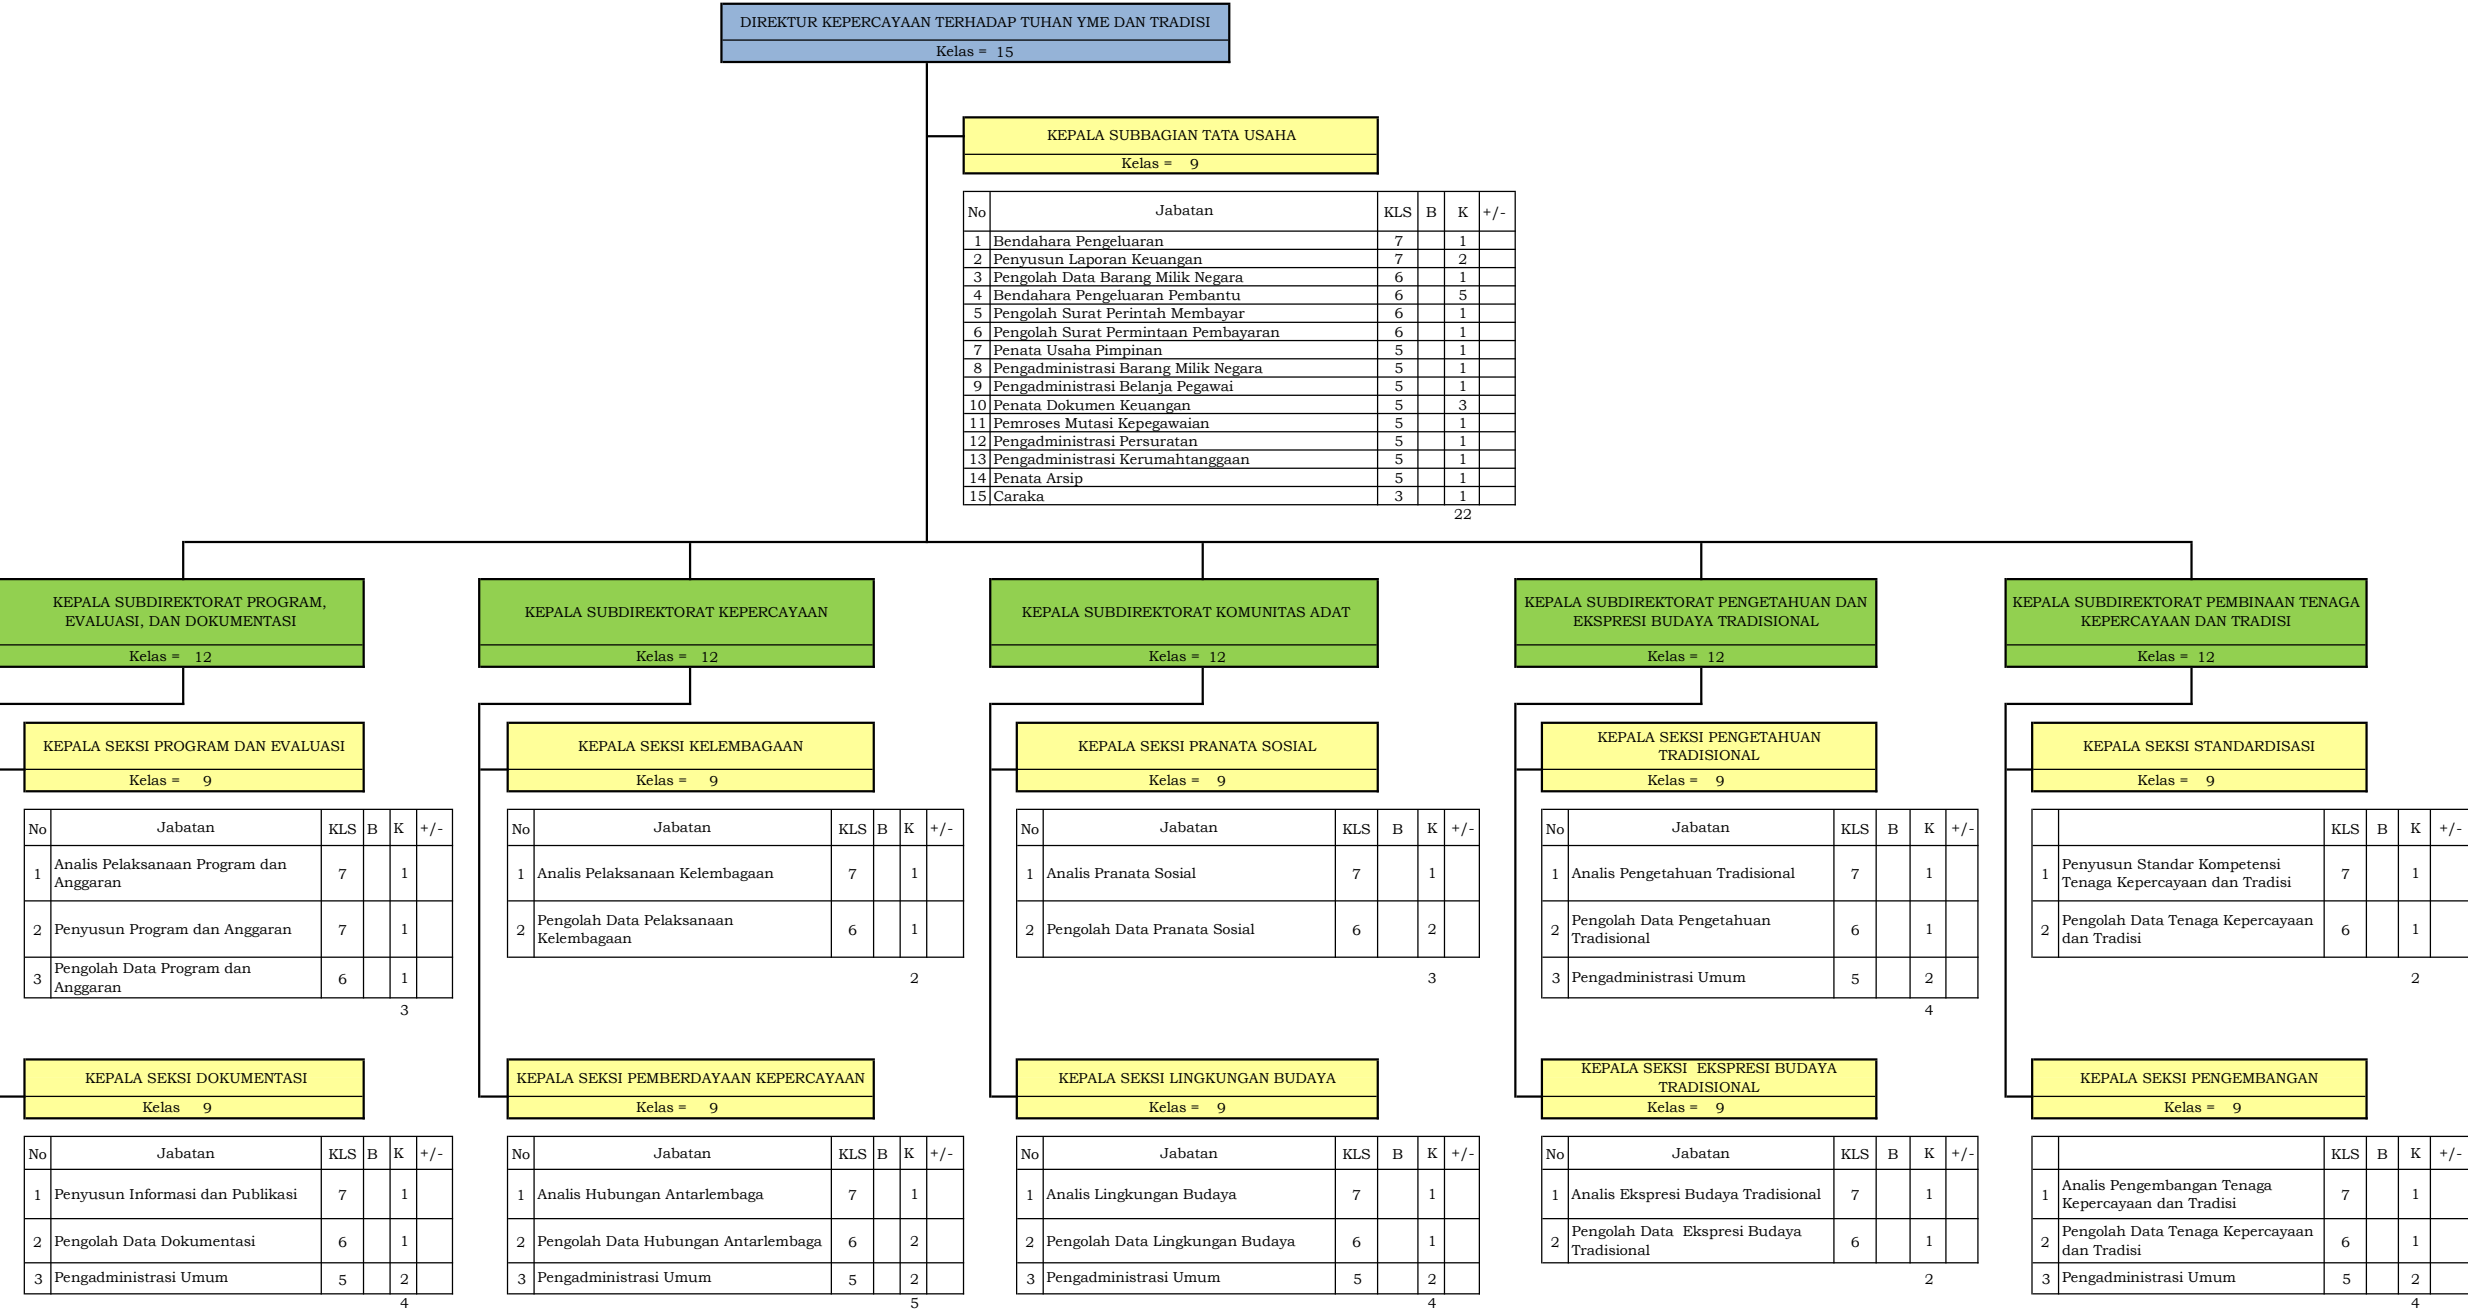 DIREKTUR KEPERCAYAAN TERHADAP TUHAN YME DAN TRADISI
Kelas = 15
KEPALA SUBBAGIAN TATA USAHA
Kelas = 9
No Jabatan KLS B K +/-
1 Bendahara Pengeluaran 7 1
2 Penyusun Laporan Keuangan 7 2
3 Pengolah Data Barang Milik Negara 6 1
4 Bendahara Pengeluaran Pembantu 6 5
5 Pengolah Surat Perintah Membayar 6 1
6 Pengolah Surat Permintaan Pembayaran 6 1
7 Penata Usaha Pimpinan 5 1
8 Pengadministrasi Barang Milik Negara 5 1
9 Pengadministrasi Belanja Pegawai 5 1
10 Penata Dokumen Keuangan 5 3
11 Pemroses Mutasi Kepegawaian 5 1
12 Pengadministrasi Persuratan 5 1
13 Pengadministrasi Kerumahtanggaan 5 1
14 Penata Arsip 5 1
15 Caraka 3 1
22
KEPALA SUBDIREKTORAT PROGRAM,
EVALUASI, DAN DOKUMENTASI
Kelas = 12
KEPALA SEKSI PROGRAM DAN EVALUASI
Kelas = 9
No Jabatan KLS B K +/-
1 Analis Pelaksanaan Program dan
Anggaran 7 1
2 Penyusun Program dan Anggaran 7 1
3 Pengolah Data Program dan
Anggaran 6 1
3
KEPALA SEKSI DOKUMENTASI
Kelas 9
No Jabatan KLS B K +/-
1 Penyusun Informasi dan Publikasi 7 1
2 Pengolah Data Dokumentasi 6 1
3 Pengadministrasi Umum 5 2
4
KEPALA SUBDIREKTORAT KEPERCAYAAN
Kelas = 12
KEPALA SEKSI KELEMBAGAAN
Kelas = 9
No Jabatan KLS B K +/-
1 Analis Pelaksanaan Kelembagaan 7 1
2 Pengolah Data Pelaksanaan
Kelembagaan 6 1
2
KEPALA SEKSI PEMBERDAYAAN KEPERCAYAAN
Kelas = 9
No Jabatan KLS B K +/-
1 Analis Hubungan Antarlembaga 7 1
2 Pengolah Data Hubungan Antarlembaga 6 2
3 Pengadministrasi Umum 5 2
5
KEPALA SUBDIREKTORAT KOMUNITAS ADAT
Kelas = 12
KEPALA SEKSI PRANATA SOSIAL
Kelas = 9
No Jabatan KLS B K +/-
1 Analis Pranata Sosial 7 1
2 Pengolah Data Pranata Sosial 6 2
3
KEPALA SEKSI LINGKUNGAN BUDAYA
Kelas = 9
No Jabatan KLS B K +/-
1 Analis Lingkungan Budaya 7 1
2 Pengolah Data Lingkungan Budaya 6 1
3 Pengadministrasi Umum 5 2
4
KEPALA SUBDIREKTORAT PENGETAHUAN DAN
EKSPRESI BUDAYA TRADISIONAL
Kelas = 12
KEPALA SEKSI PENGETAHUAN
TRADISIONAL
Kelas = 9
No Jabatan KLS B K +/-
1 Analis Pengetahuan Tradisional 7 1
2 Pengolah Data Pengetahuan
Tradisional 6 1
3 Pengadministrasi Umum 5 2
4
KEPALA SEKSI EKSPRESI BUDAYA
TRADISIONAL
Kelas = 9
No Jabatan KLS B K +/-
1 Analis Ekspresi Budaya Tradisional 7 1
2 Pengolah Data Ekspresi Budaya
Tradisional 6 1
2
KEPALA SUBDIREKTORAT PEMBINAAN TENAGA
KEPERCAYAAN DAN TRADISI
Kelas = 12
KEPALA SEKSI STANDARDISASI
Kelas = 9
KLS B K +/-
1 Penyusun Standar Kompetensi
Tenaga Kepercayaan dan Tradisi 7 1
2 Pengolah Data Tenaga Kepercayaan
dan Tradisi 6 1
2
KEPALA SEKSI PENGEMBANGAN
Kelas = 9
KLS B K +/-
1 Analis Pengembangan Tenaga
Kepercayaan dan Tradisi 7 1
2 Pengolah Data Tenaga Kepercayaan
dan Tradisi 6 1
3 Pengadministrasi Umum 5 2
4